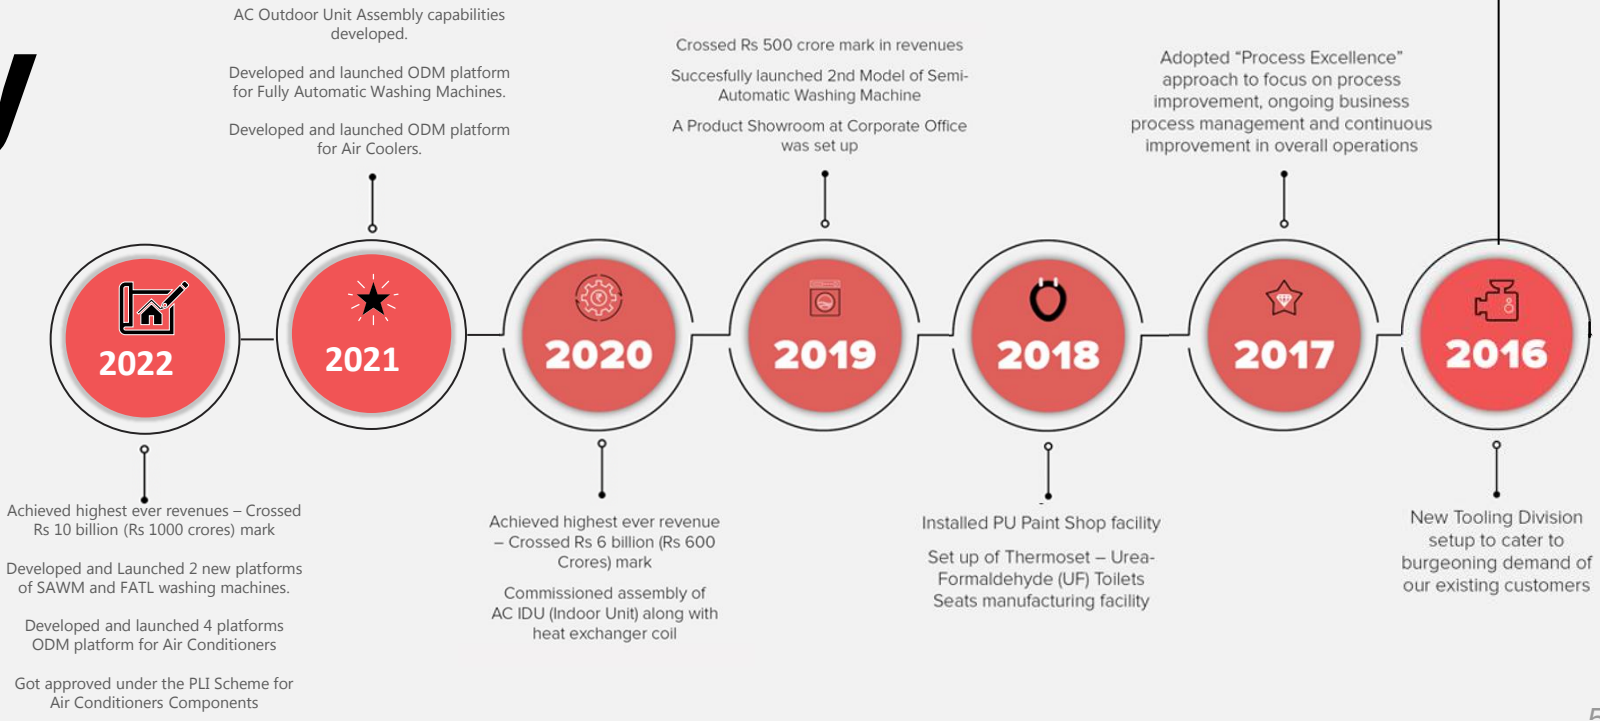 AC Outdoor Unit Assembly capabilities
developed.
Developed and launched ODM platform
for Fully Automatic Washing Machines.
Developed and launched ODM platform
for Air Coolers.
Crossed Rs 500 crore mark in revenues
Succesfully launched 2nd Model of Semi-
Automatic Washing Machine
A Product Showroom at Corporate Office
was set up
Adopted “Process Excellence”
approach to focus on process
improvement, ongoing business
process management and continuous
improvement in overall operations
2022
2021
2020
2019
2018
2017
2016
Achieved highest ever revenues – Crossed
Rs 10 billion (Rs 1000 crores) mark
Developed and Launched 2 new platforms
of SAWM and FATL washing machines.
Developed and launched 4 platforms
ODM platform for Air Conditioners
Got approved under the PLI Scheme for
Air Conditioners Components
Achieved highest ever revenue
– Crossed Rs 6 billion (Rs 600
Crores) mark
Commissioned assembly of
AC IDU (Indoor Unit) along with
heat exchanger coil
Installed PU Paint Shop facility
Set up of Thermoset – Urea-
Formaldehyde (UF) Toilets
Seats manufacturing facility
New Tooling Division
setup to cater to
burgeoning demand of
our existing customers